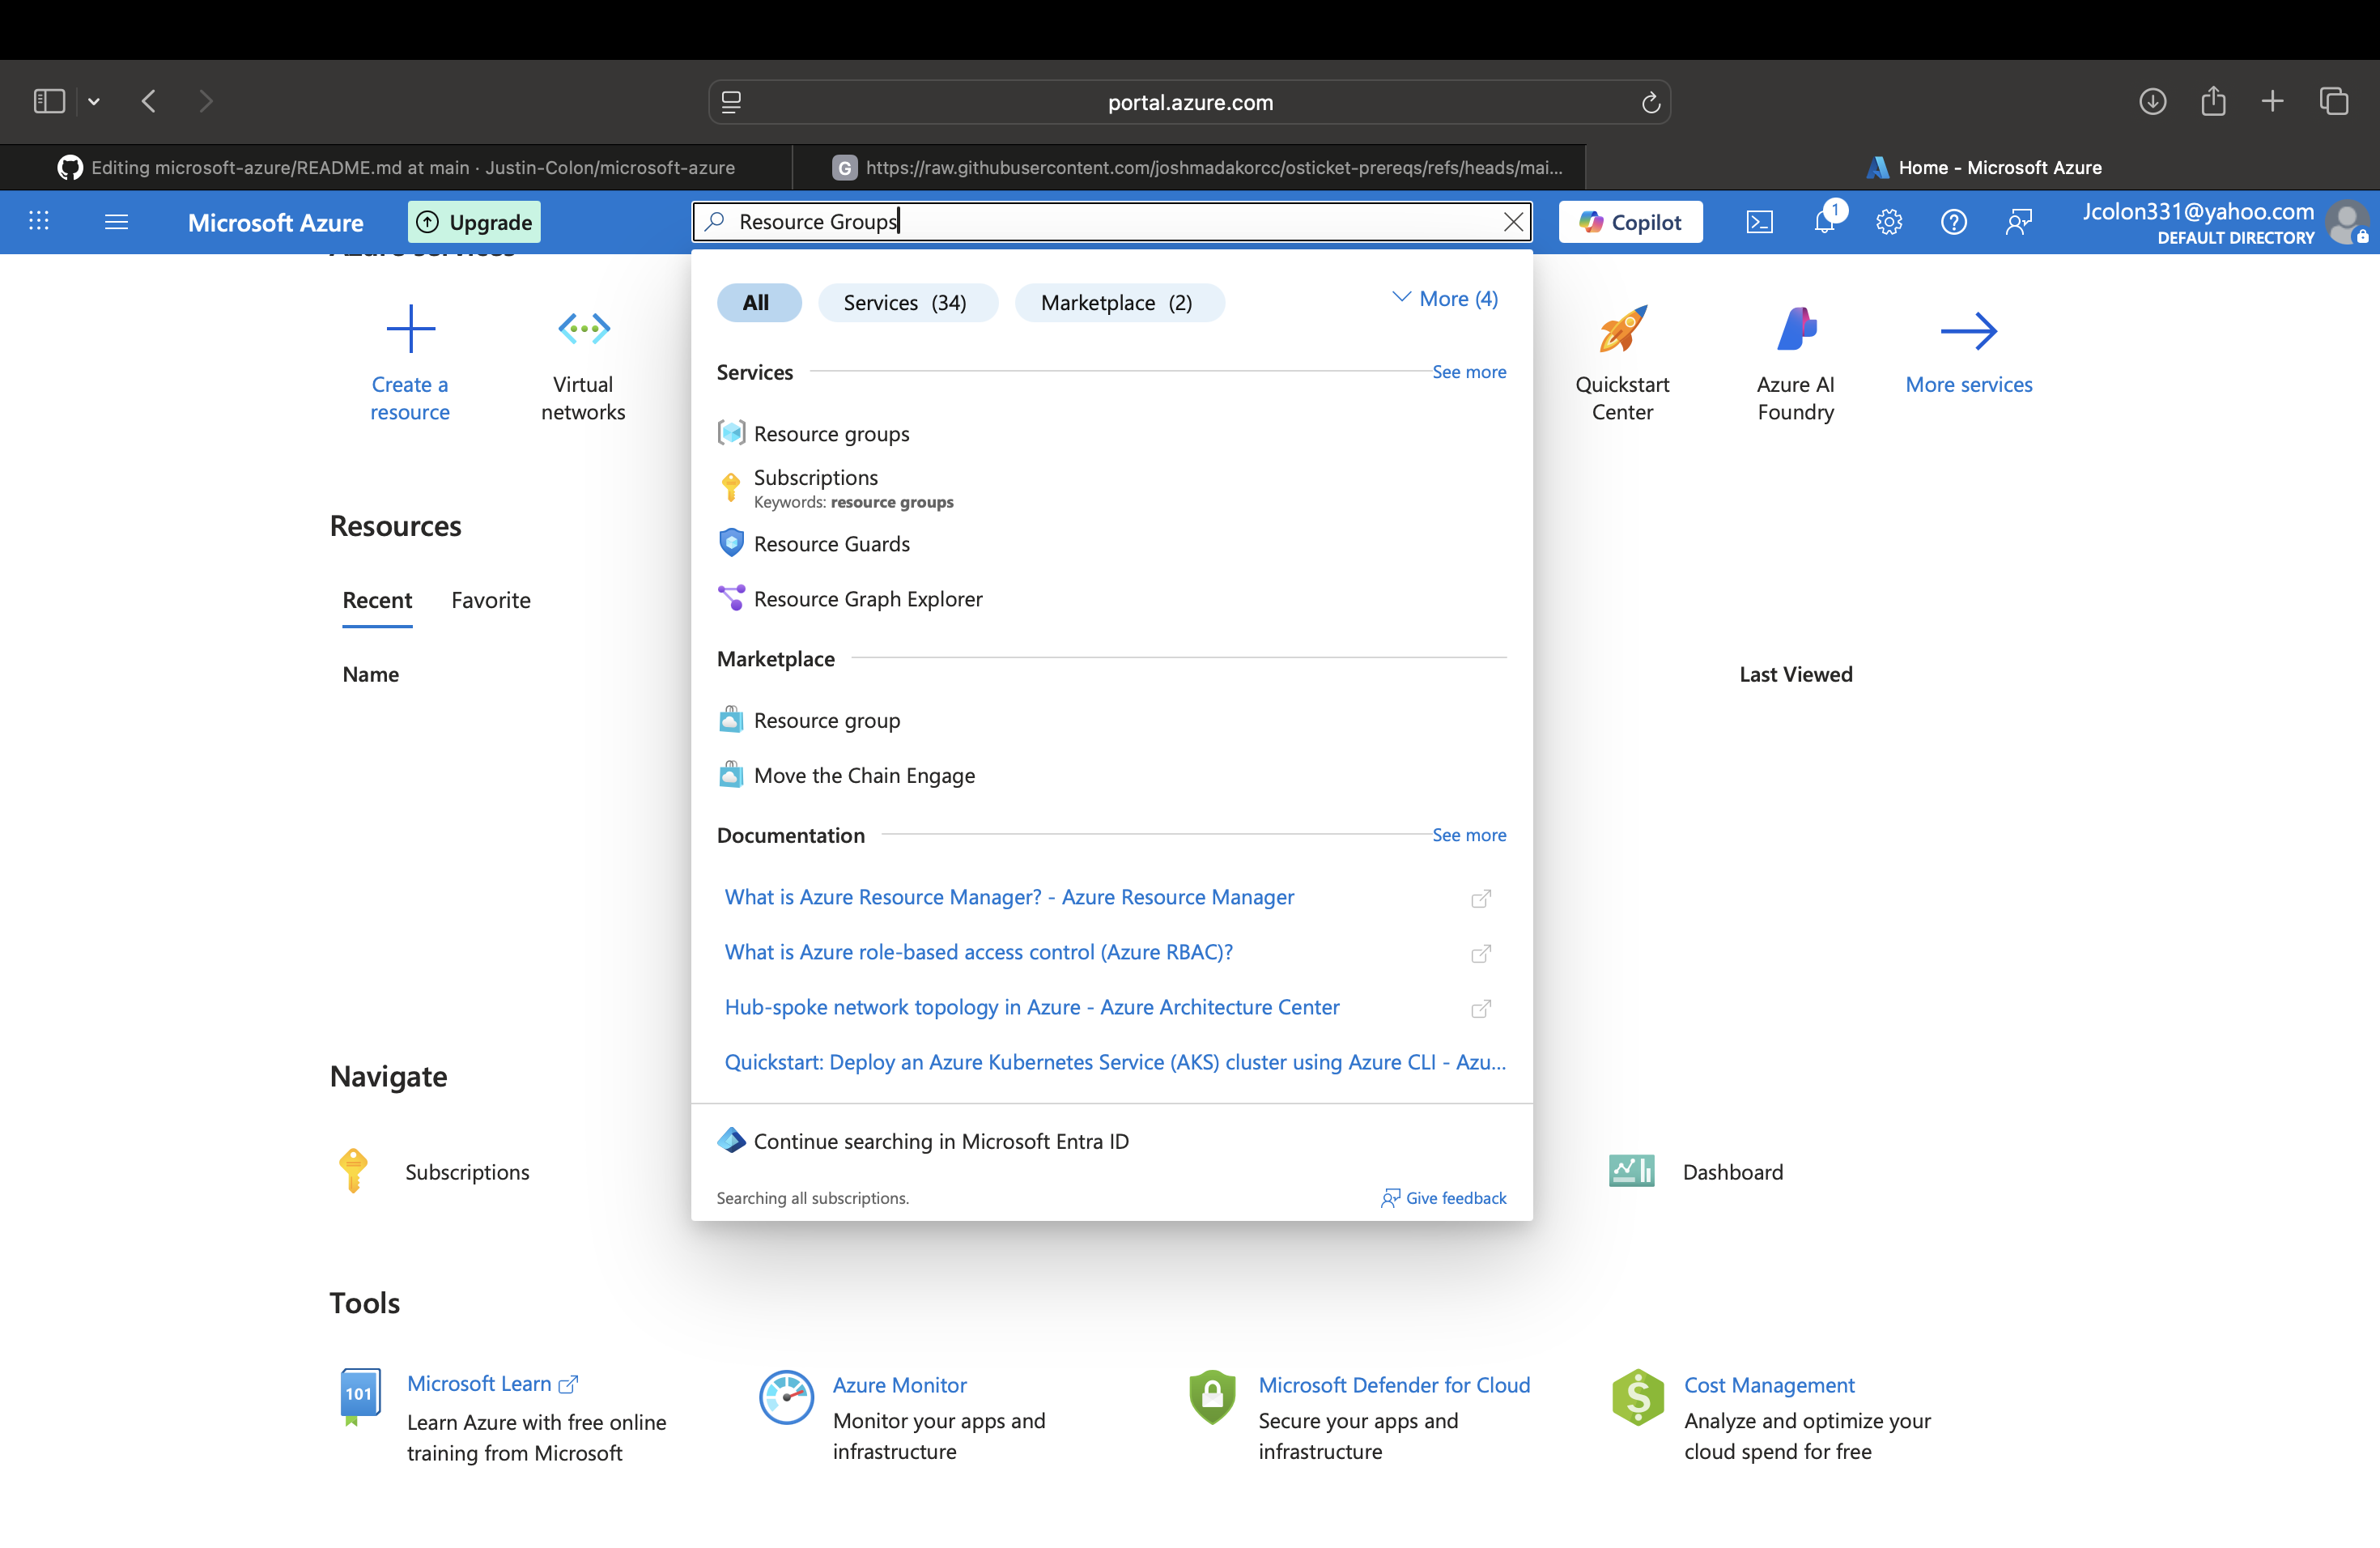 portal.azure.com
Editing microsoft-azure/README.md at main · Justin-Colon/microsoft-azure
G https://raw.githubusercontent.com/joshmadakorcc/osticket-prereqs/refs/heads/mai...
Home - Microsoft Azure
Microsoft Azure
Upgrade
Resource Groups
Copilot
1
Jcolon331@yahoo.com
DEFAULT DIRECTORY
Azure services
Create a
resource
Virtual
networks
Quickstart
Center
Azure AI
Foundry
More services
All
Services (34)
Marketplace (2)
More (4)
Services
See more
Resource groups
Subscriptions
Keywords: resource groups
Resource Guards
Resource Graph Explorer
Marketplace
Resource group
Move the Chain Engage
Documentation
See more
What is Azure Resource Manager? - Azure Resource Manager
What is Azure role-based access control (Azure RBAC)?
Hub-spoke network topology in Azure - Azure Architecture Center
Quickstart: Deploy an Azure Kubernetes Service (AKS) cluster using Azure CLI - Azu...
Continue searching in Microsoft Entra ID
Searching all subscriptions.
Give feedback
Resources
Recent
Favorite
Name
Last Viewed
Navigate
Subscriptions
Dashboard
Tools
101
Microsoft Learn
Learn Azure with free online
training from Microsoft
Azure Monitor
Monitor your apps and
infrastructure
Microsoft Defender for Cloud
Secure your apps and
infrastructure
$
Cost Management
Analyze and optimize your
cloud spend for free